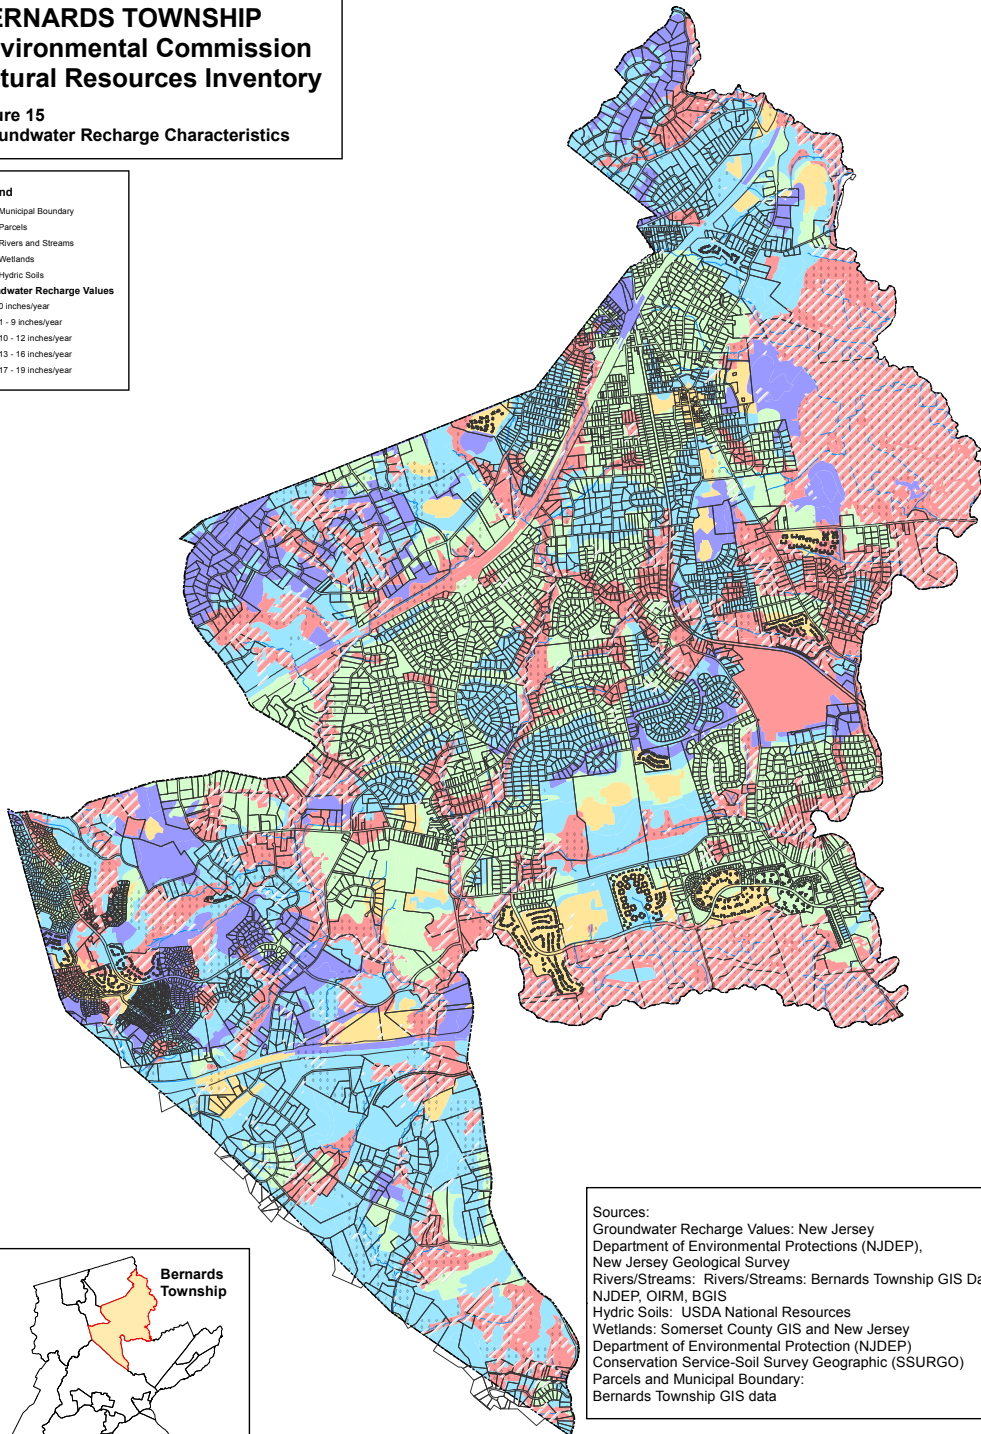 ERNARDS TOWNSHIP
vironmental Commission
tural Resources Inventory
ure 15
oundwater Recharge Characteristics
nd
Municipal Boundary
Parcels
Rivers and Streams
Wetlands
Hydric Soils
ndwater Recharge Values
0 inches/year
1 - 9 inches/year
10 - 12 inches/year
13 - 16 inches/year
17 - 19 inches/year
Bernards
Township
Sources:
Groundwater Recharge Values: New Jersey
Department of Environmental Protections (NJDEP),
New Jersey Geological Survey
Rivers/Streams: Rivers/Streams: Bernards Township GIS Da
NJDEP, OIRM, BGIS
Hydric Soils: USDA National Resources
Wetlands: Somerset County GIS and New Jersey
Department of Environmental Protection (NJDEP)
Conservation Service-Soil Survey Geographic (SSURGO)
Parcels and Municipal Boundary:
Bernards Township GIS data